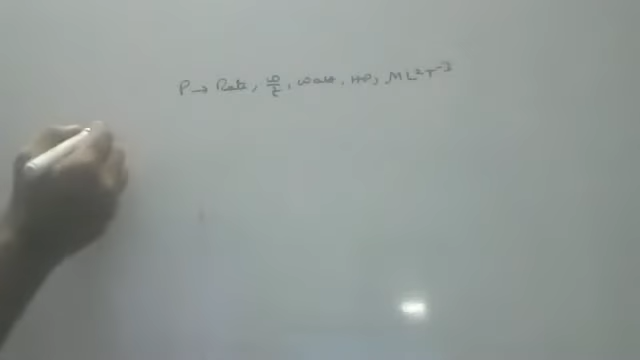 P → Rate, W/t, watt, HP, ML²T⁻³